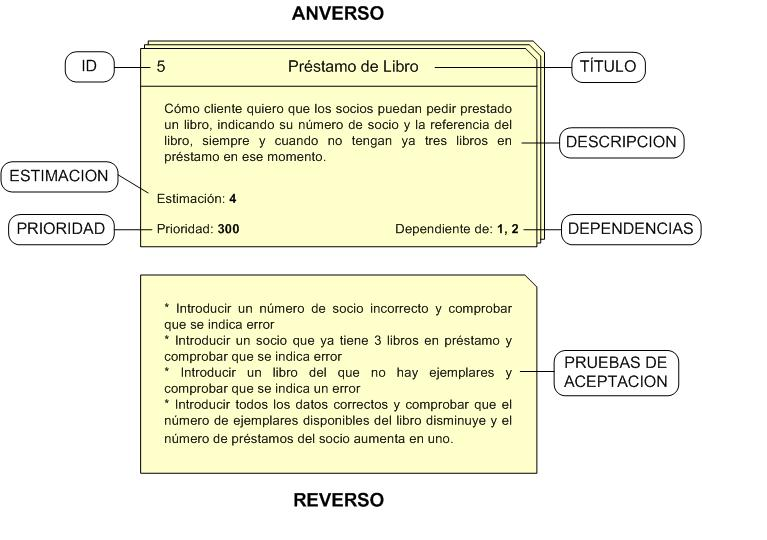 ANVERSO
ID
5
Préstamo de Libro
TÍTULO
Cómo cliente quiero que los socios puedan pedir prestado
un libro, indicando su número de socio y la referencia del
libro, siempre y cuando no tengan ya tres libros en
préstamo en ese momento.
DESCRIPCION
ESTIMACION
Estimación: 4
PRIORIDAD
Prioridad: 300
Dependiente de: 1, 2
DEPENDENCIAS
* Introducir un número de socio incorrecto y comprobar
que se indica error
* Introducir un socio que ya tiene 3 libros en préstamo y
comprobar que se indica error
* Introducir un libro del que no hay ejemplares y
comprobar que se indica un error
* Introducir todos los datos correctos y comprobar que el
número de ejemplares disponibles del libro disminuye y el
número de préstamos del socio aumenta en uno.
PRUEBAS DE
ACEPTACION
REVERSO